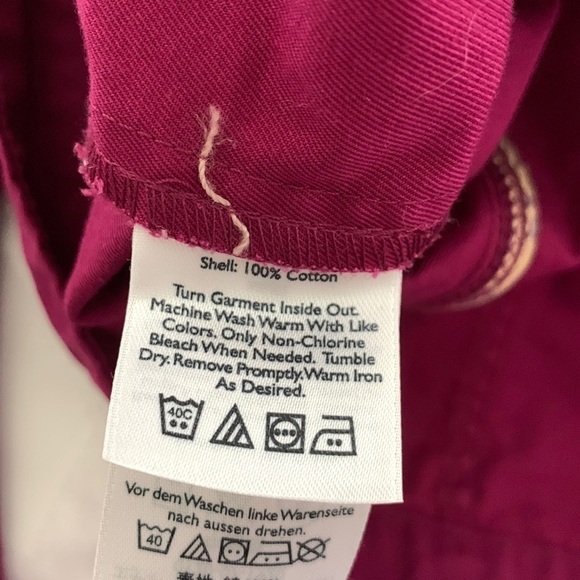 Shell: 100% Cotton
Turn Garment Inside Out.
Machine Wash Warm With Like
Colors. Only Non-Chlorine
Bleach When Needed. Tumble
Dry. Remove Promptly. Warm Iron
As Desired.
40C
Vor dem Waschen linke Warenseite
nach aussen drehen.
40